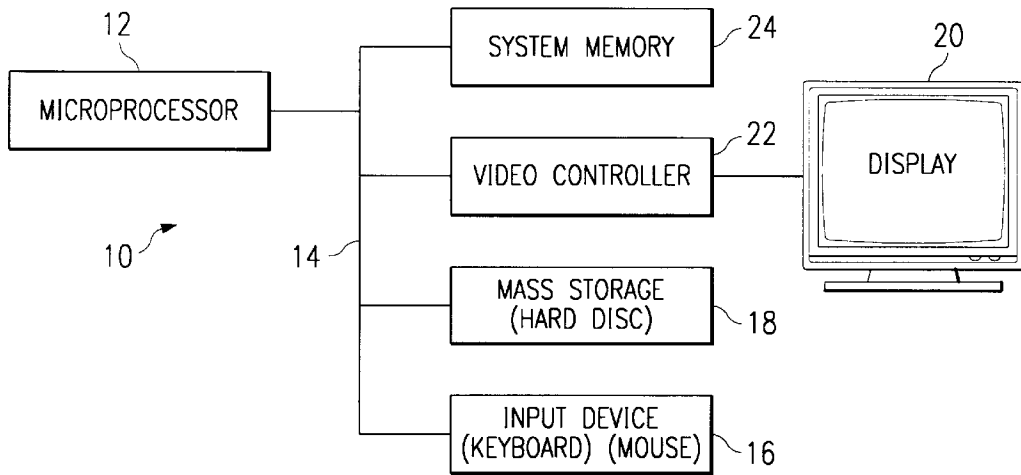 12
MICROPROCESSOR
10
14
SYSTEM MEMORY
24
VIDEO CONTROLLER
22
20
DISPLAY
MASS STORAGE
(HARD DISC)
18
INPUT DEVICE
(KEYBOARD) (MOUSE)
16